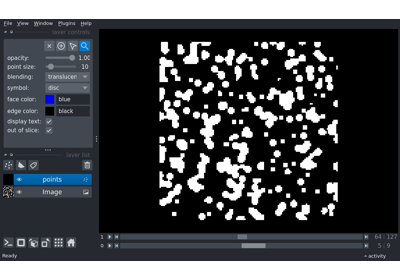 File View Window Plugins Help
layer controls
opacity: 1.00
point size: 10
blending: translucen
symbol: disc
face color: blue
edge color: black
display text:
out of slice:
layer list
points
Image
1 64 127
0 5 9
Ready
activity